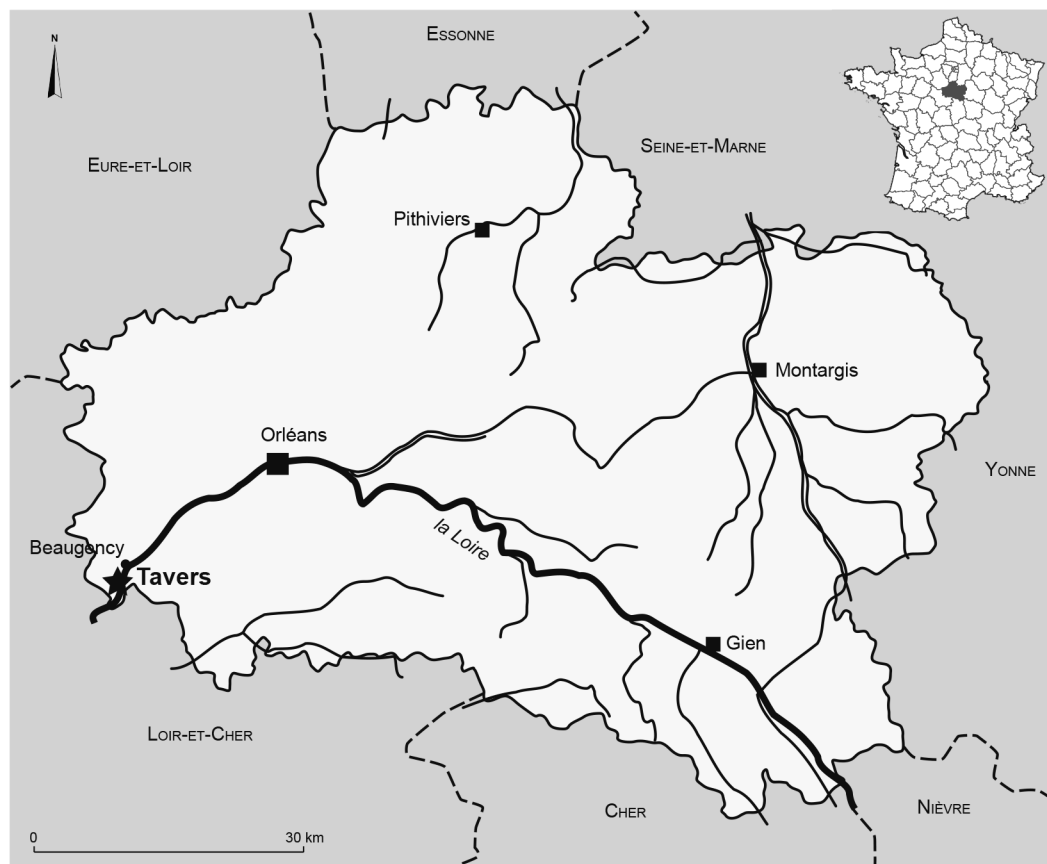 N
ESSONNE
EURE-ET-LOIR
SEINE-ET-MARNE
Pithiviers
Montargis
Orléans
YONNE
la Loire
Beaugency
Tavers
Gien
LOIR-ET-CHER
CHER
NIÈVRE
0 30 km